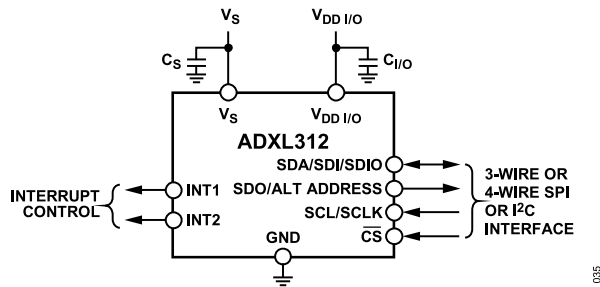 VS
VDD I/O
CS
CI/O
VS
VDD I/O
ADXL312
SDA/SDI/SDIO
INT1
SDO/ALT ADDRESS
INT2
SCL/SCLK
GND
CS
INTERRUPT
CONTROL
3-WIRE OR
4-WIRE SPI
OR I2C
INTERFACE
035